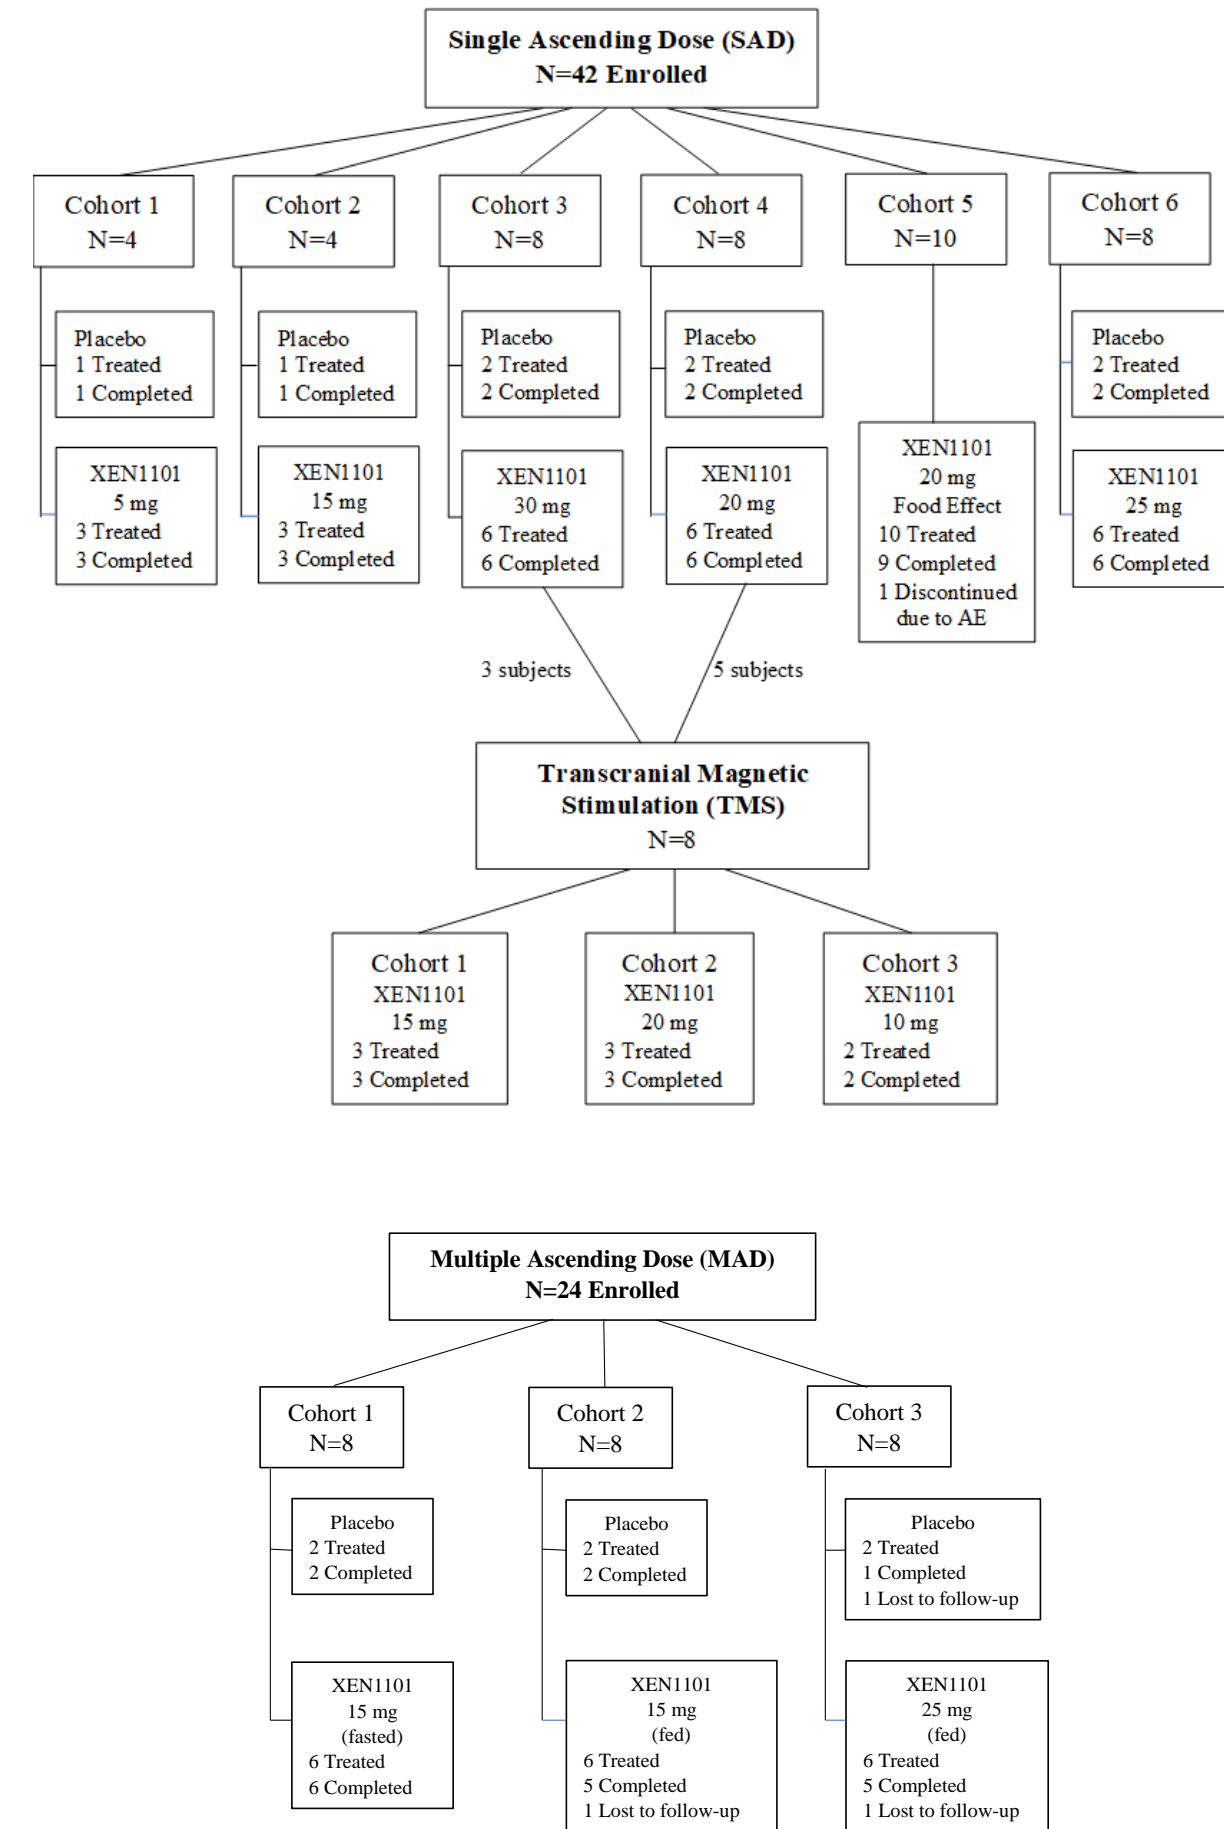 Single Ascending Dose (SAD)
N=42 Enrolled
Cohort 1
N=4
Cohort 2
N=4
Cohort 3
N=8
Cohort 4
N=8
Cohort 5
N=10
Cohort 6
N=8
Placebo
1 Treated
1 Completed
Placebo
1 Treated
1 Completed
Placebo
2 Treated
2 Completed
Placebo
2 Treated
2 Completed
Placebo
2 Treated
2 Completed
XEN1101
5 mg
3 Treated
3 Completed
XEN1101
15 mg
3 Treated
3 Completed
XEN1101
30 mg
6 Treated
6 Completed
XEN1101
20 mg
6 Treated
6 Completed
XEN1101
20 mg
Food Effect
10 Treated
9 Completed
1 Discontinued
due to AE
XEN1101
25 mg
6 Treated
6 Completed
3 subjects
5 subjects
Transcranial Magnetic
Stimulation (TMS)
N=8
Cohort 1
XEN1101
15 mg
3 Treated
3 Completed
Cohort 2
XEN1101
20 mg
3 Treated
3 Completed
Cohort 3
XEN1101
10 mg
2 Treated
2 Completed
Multiple Ascending Dose (MAD)
N=24 Enrolled
Cohort 1
N=8
Cohort 2
N=8
Cohort 3
N=8
Placebo
2 Treated
2 Completed
Placebo
2 Treated
2 Completed
Placebo
2 Treated
1 Completed
1 Lost to follow-up
XEN1101
15 mg
(fasted)
6 Treated
6 Completed
XEN1101
15 mg
(fed)
6 Treated
5 Completed
1 Lost to follow-up
XEN1101
25 mg
(fed)
6 Treated
5 Completed
1 Lost to follow-up